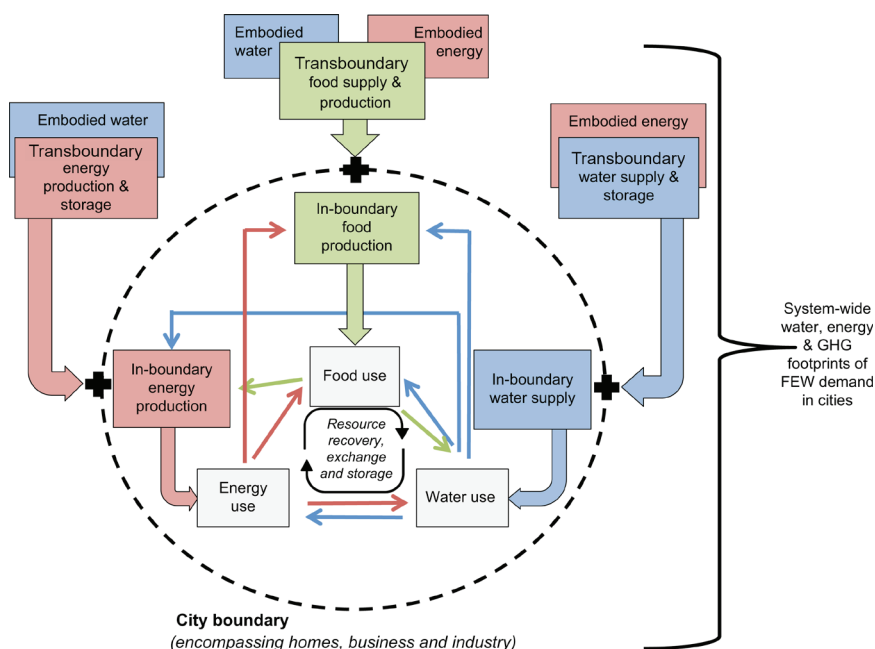 Embodied
water
Embodied
energy
Transboundary
food supply &
production
Embodied water
Transboundary
energy
production &
storage
Embodied energy
Transboundary
water supply &
storage
In-boundary
food
production
System-wide
water, energy
& GHG
footprints of
FEW demand
in cities
In-boundary
energy
production
Food use
In-boundary
water supply
Resource
recovery,
exchange
and storage
Energy
use
Water use
City boundary
(encompassing homes, business and industry)